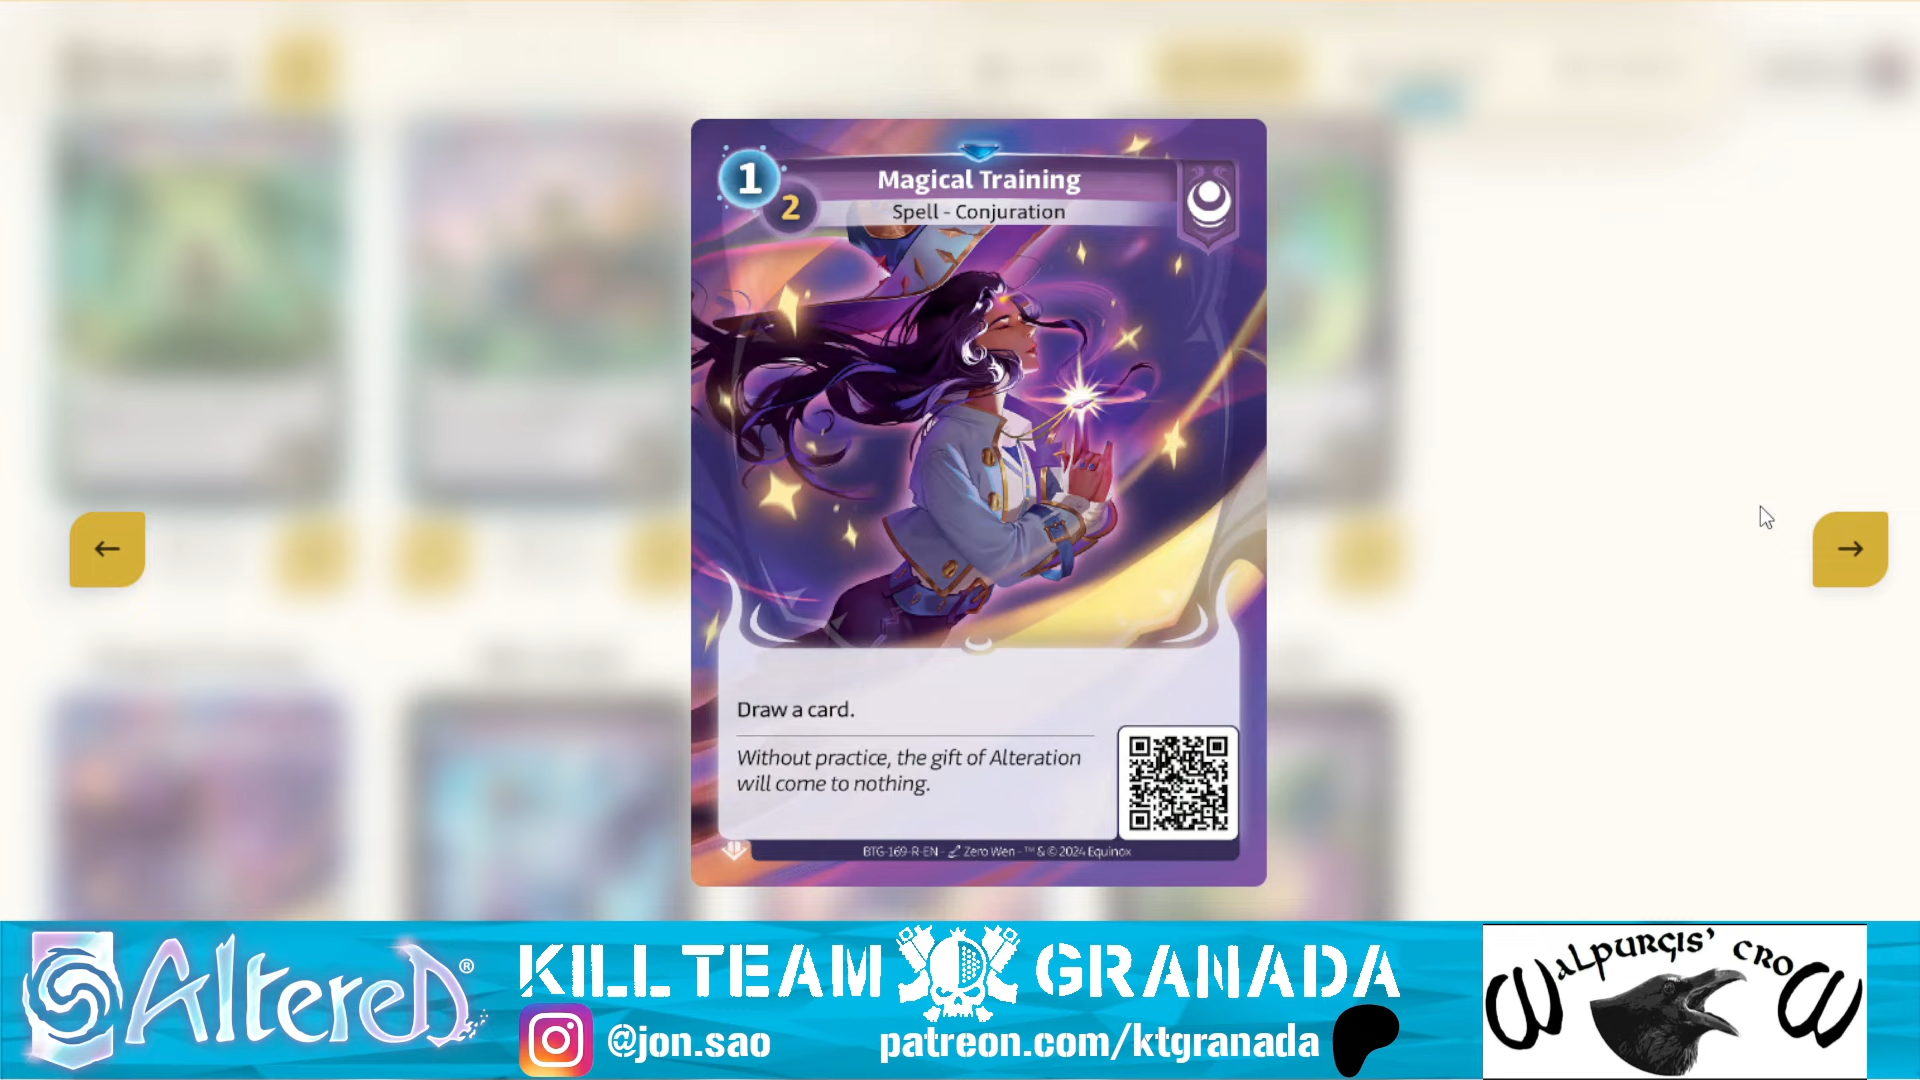 1
2
Magical Training
Spell - Conjuration
Draw a card.
Without practice, the gift of Alteration
will come to nothing.
BTG-169-R-EN - Zero Wen - ™ & © 2024 Equinox
Altered®
KILL TEAM GRANADA
@jon.sao
patreon.com/ktgranada
Walpurgis' Crow